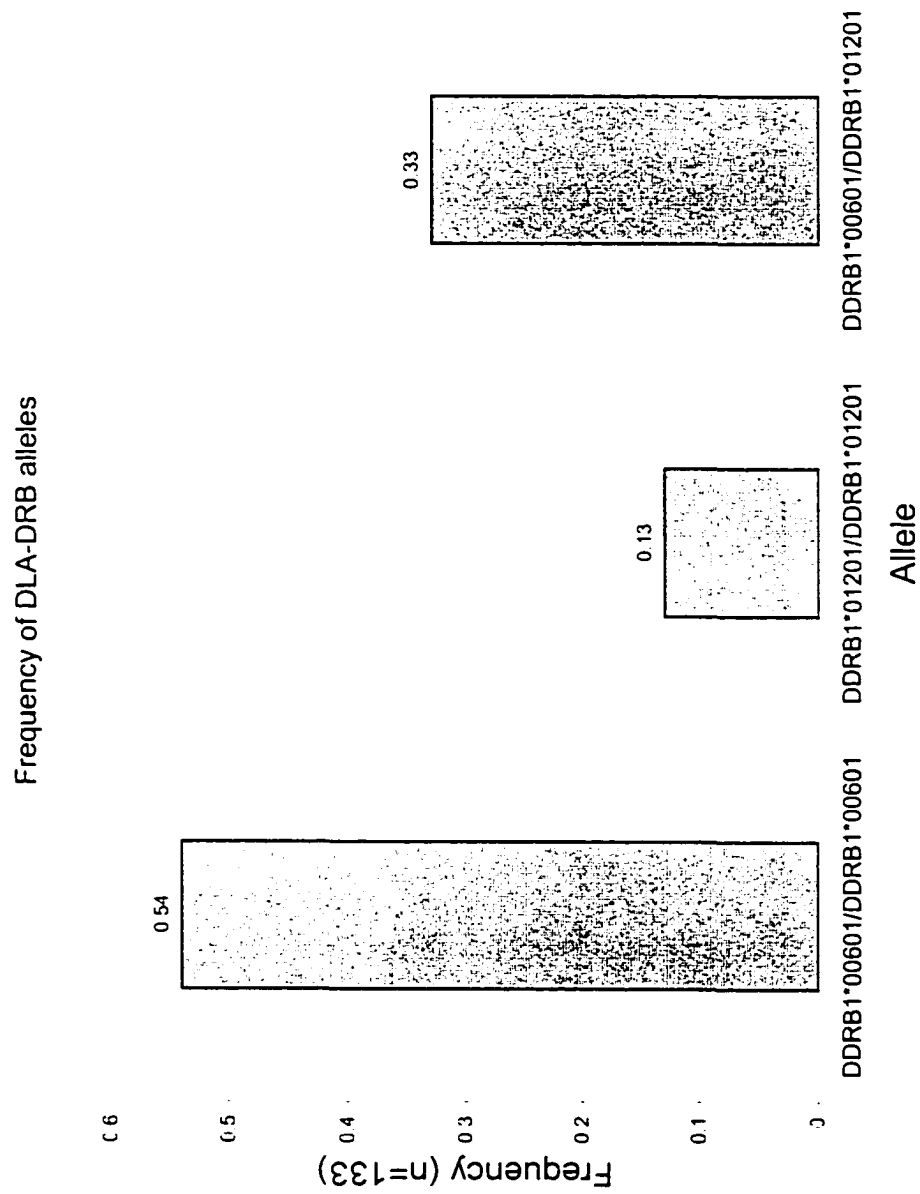 Frequency of DLA-DRB alleles
Frequency (n=133)
0.6
0.5
0.4
0.3
0.2
0.1
0
0.54
0.13
0.33
DDRB1*00601/DDRB1*00601
DDRB1*01201/DDRB1*01201
DDRB1*00601/DDRB1*01201
Allele